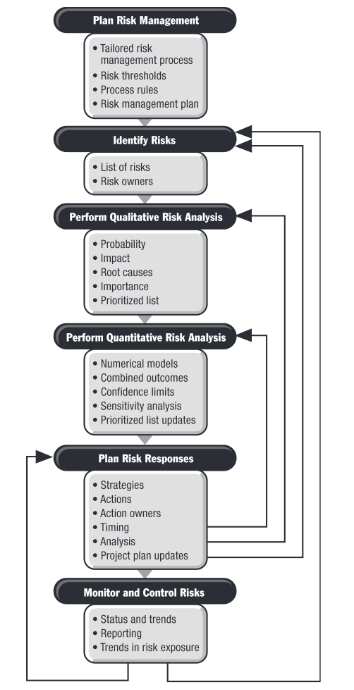 Plan Risk Management
• Tailored risk
management process
• Risk thresholds
• Process rules
• Risk management plan
Identify Risks
• List of risks
• Risk owners
Perform Qualitative Risk Analysis
• Probability
• Impact
• Root causes
• Importance
• Prioritized list
Perform Quantitative Risk Analysis
• Numerical models
• Combined outcomes
• Confidence limits
• Sensitivity analysis
• Prioritized list updates
Plan Risk Responses
• Strategies
• Actions
• Action owners
• Timing
• Analysis
• Project plan updates
Monitor and Control Risks
• Status and trends
• Reporting
• Trends in risk exposure